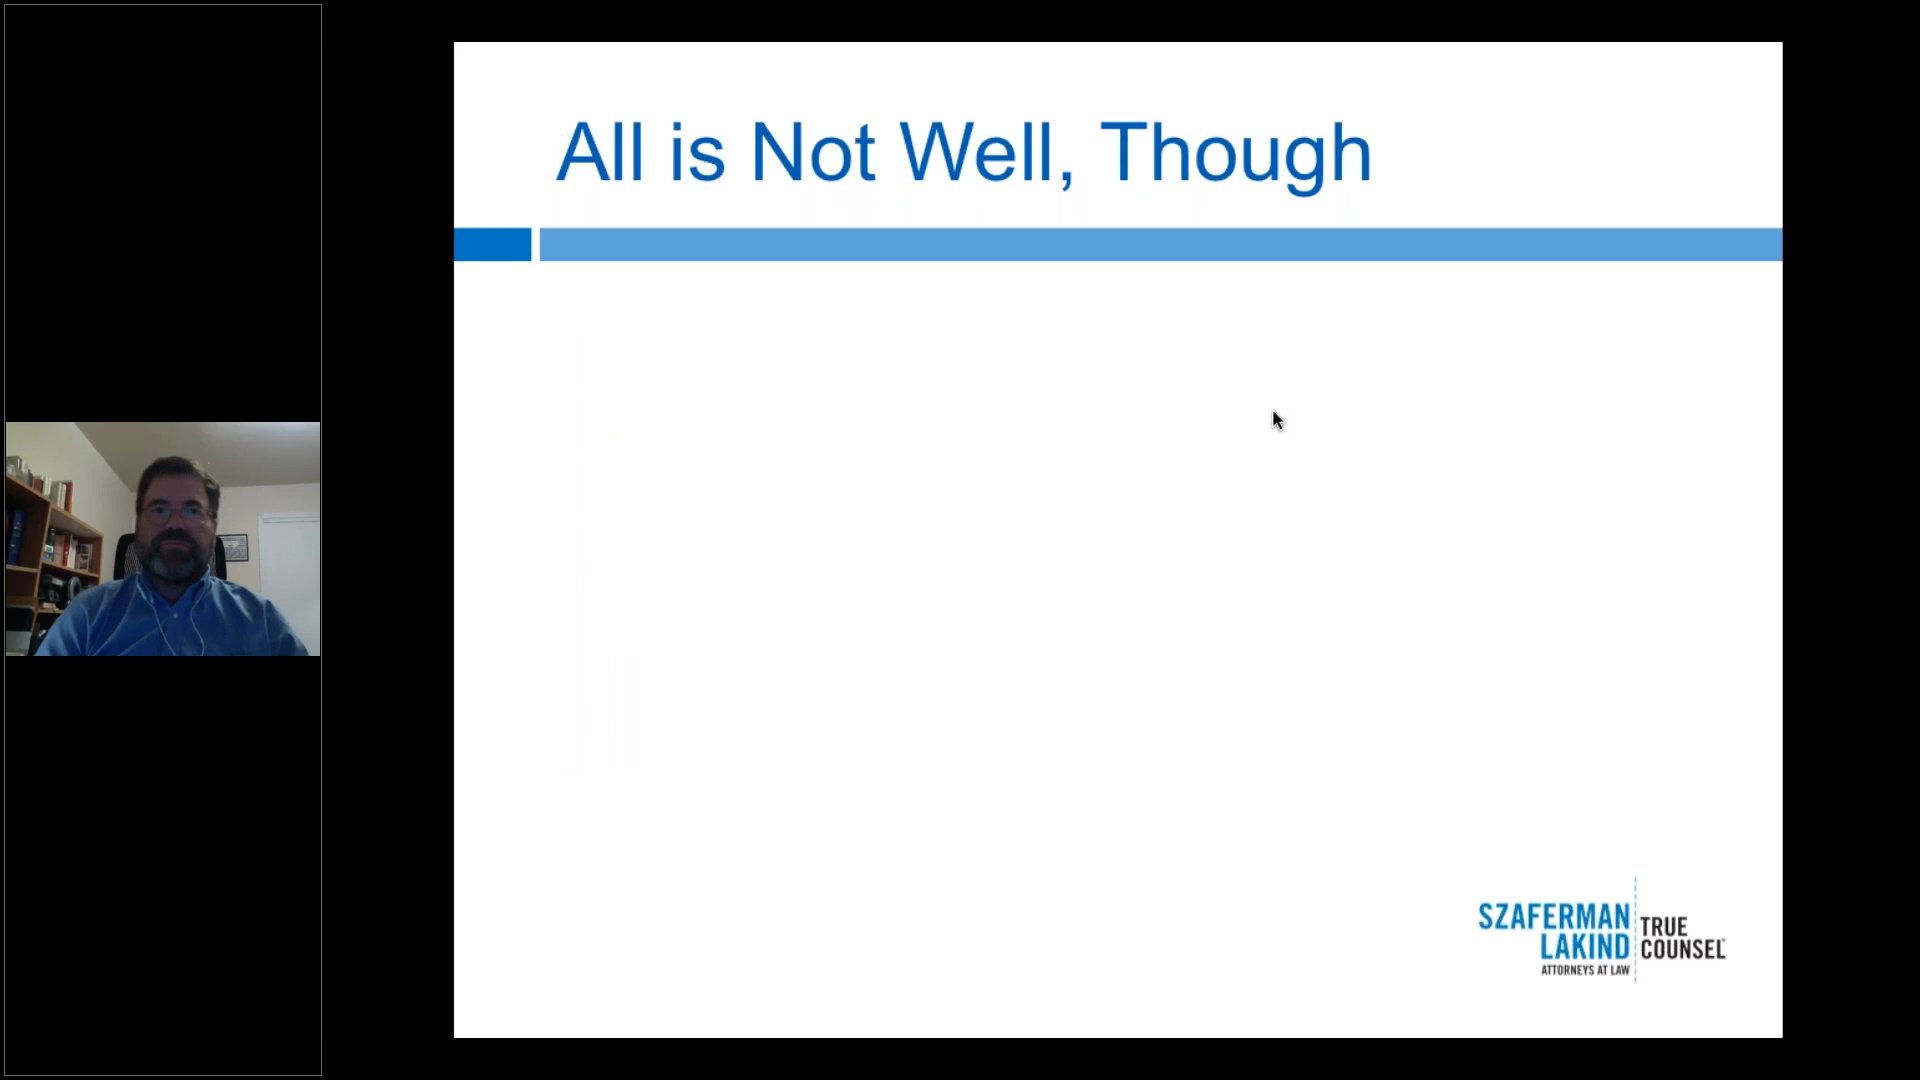 All is Not Well, Though
SZAFERMAN
LAKIND
ATTORNEYS AT LAW
TRUE
COUNSEL